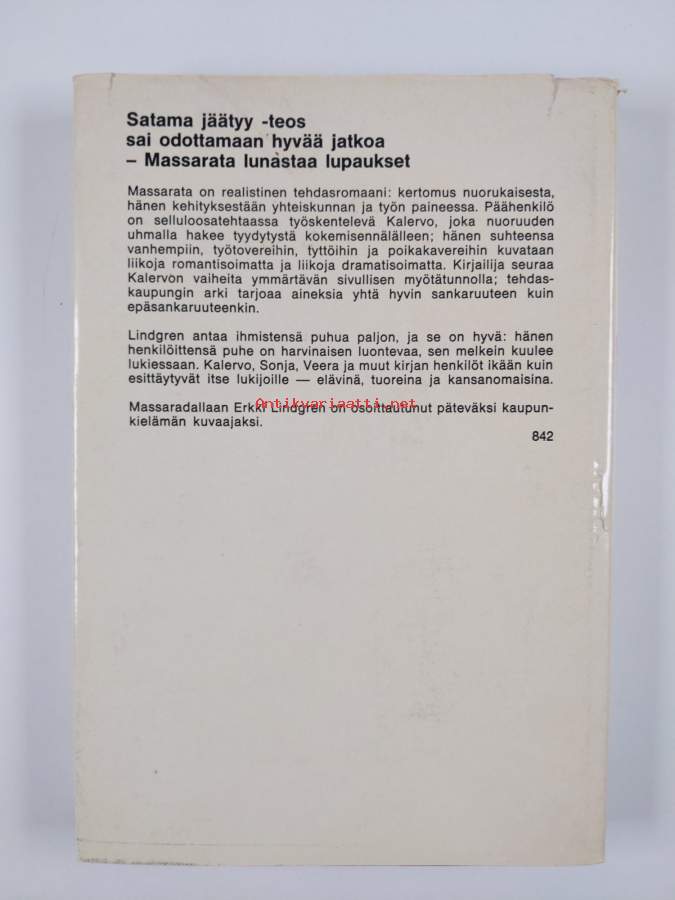 Satama jäätyy -teos
sai odottamaan hyvää jatkoa
– Massarata lunastaa lupaukset
Massarata on realistinen tehdasromaani: kertomus nuorukaisesta,
hänen kehityksestään yhteiskunnan ja työn paineessa. Päähenkilö
on selluloosatehtaassa työskentelevä Kalervo, joka nuoruuden
uhmalla hakee tyydytystä kokemisennälälleen; hänen suhteensa
vanhempiin, työtovereihin, tyttöihin ja poikakavereihin kuvataan
liikoja romantisoimatta ja liikoja dramatisoimatta. Kirjailija seuraa
Kalervon vaiheita ymmärtävän sivullisen myötätunnolla; tehdas-
kaupungin arki tarjoaa aineksia yhtä hyvin sankaruuteen kuin
epäsankaruuteenkin.
Lindgren antaa ihmistensä puhua paljon, ja se on hyvä: hänen
henkilöittensä puhe on harvinaisen luontevaa, sen melkein kuulee
lukiessaan. Kalervo, Sonja, Veera ja muut kirjan henkilöt ikään kuin
esittäytyvät itse lukijoille — elävinä, tuoreina ja kansanomaisina.
Antikvariaatti.net
Massaradallaan Erkki Lindgren on osoittautunut päteväksi kaupun-
kielämän kuvaajaksi.
842